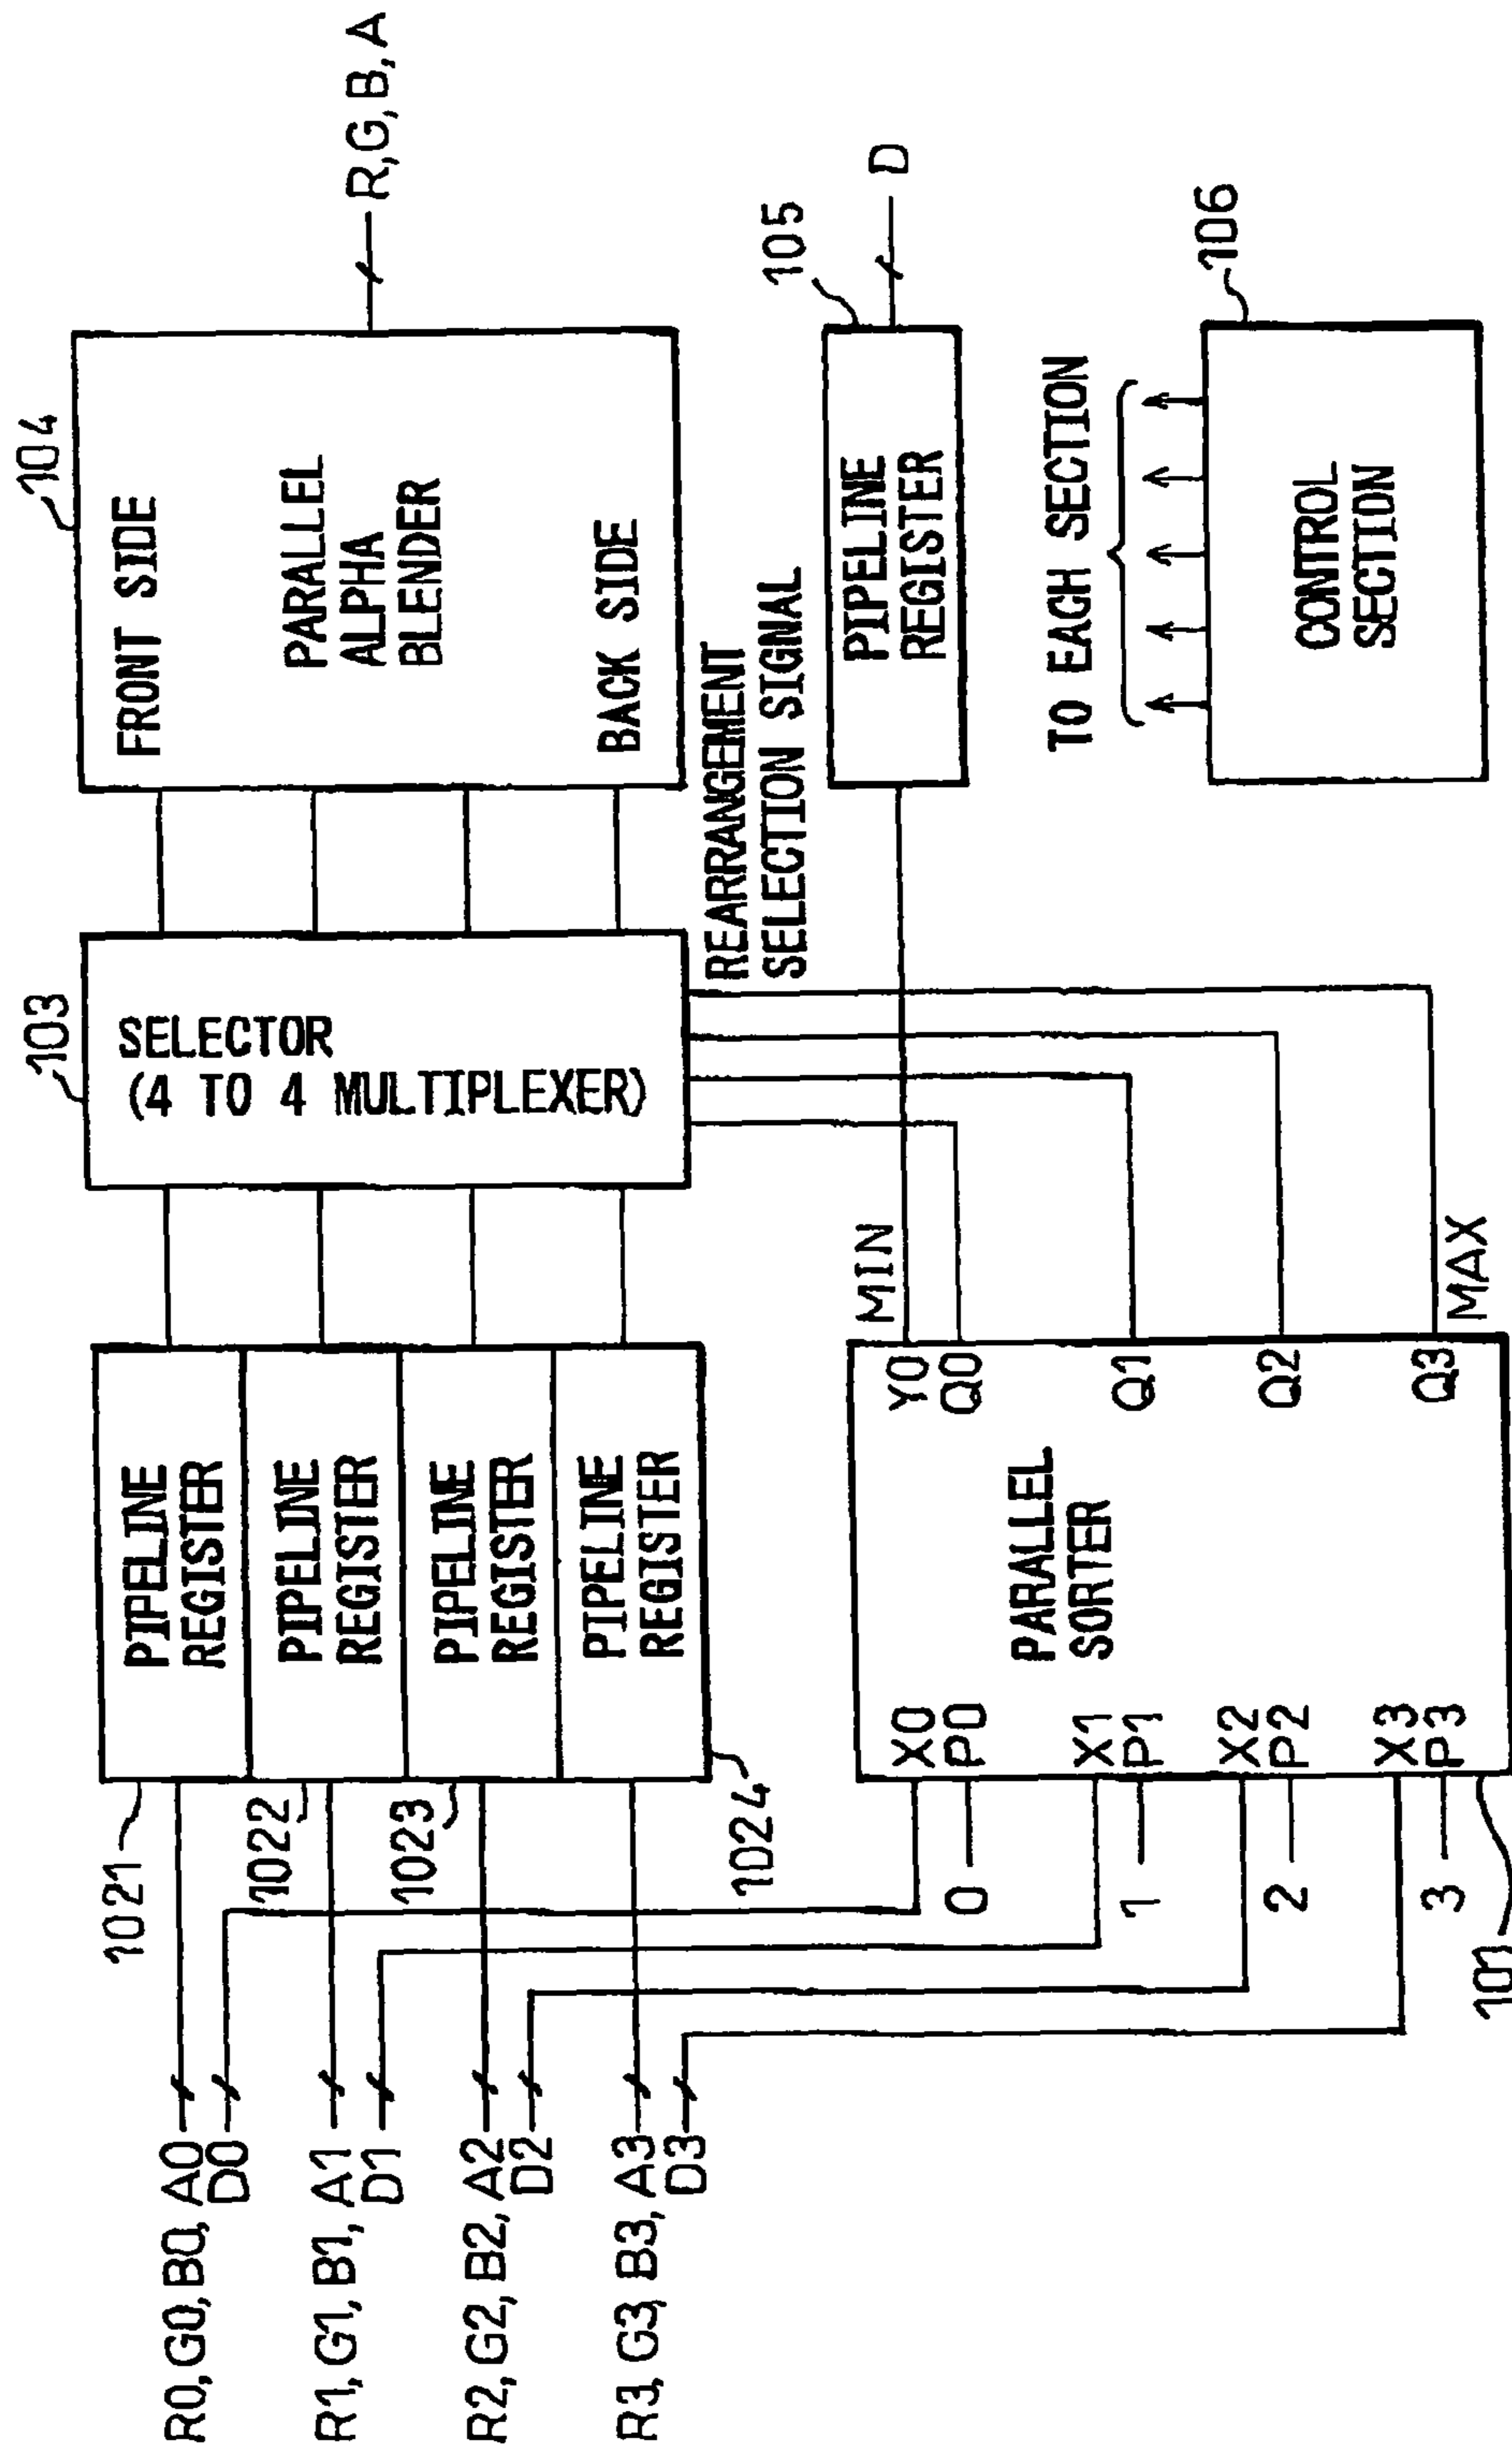 R0, G0, B0, A0
D0
R1, G1, B1, A1
D1
R2, G2, B2, A2
D2
R3, G3, B3, A3
D3
1021
1022
1023
1024
PIPELINE
REGISTER
PIPELINE
REGISTER
PIPELINE
REGISTER
PIPELINE
REGISTER
103
SELECTOR
(4 TO 4 MULTIPLEXER)
104
FRONT SIDE
PARALLEL
ALPHA
BLENDER
BACK SIDE
R, G, B, A
REARRANGEMENT
SELECTION SIGNAL
0
1
2
3
101
X0
P0
X1
P1
X2
P2
X3
P3
PARALLEL
SORTER
Y0
Q0
Q1
Q2
Q3
MIN
MAX
105
PIPELINE
REGISTER
D
TO EAGH SECTION
106
CONTROL
SECTION